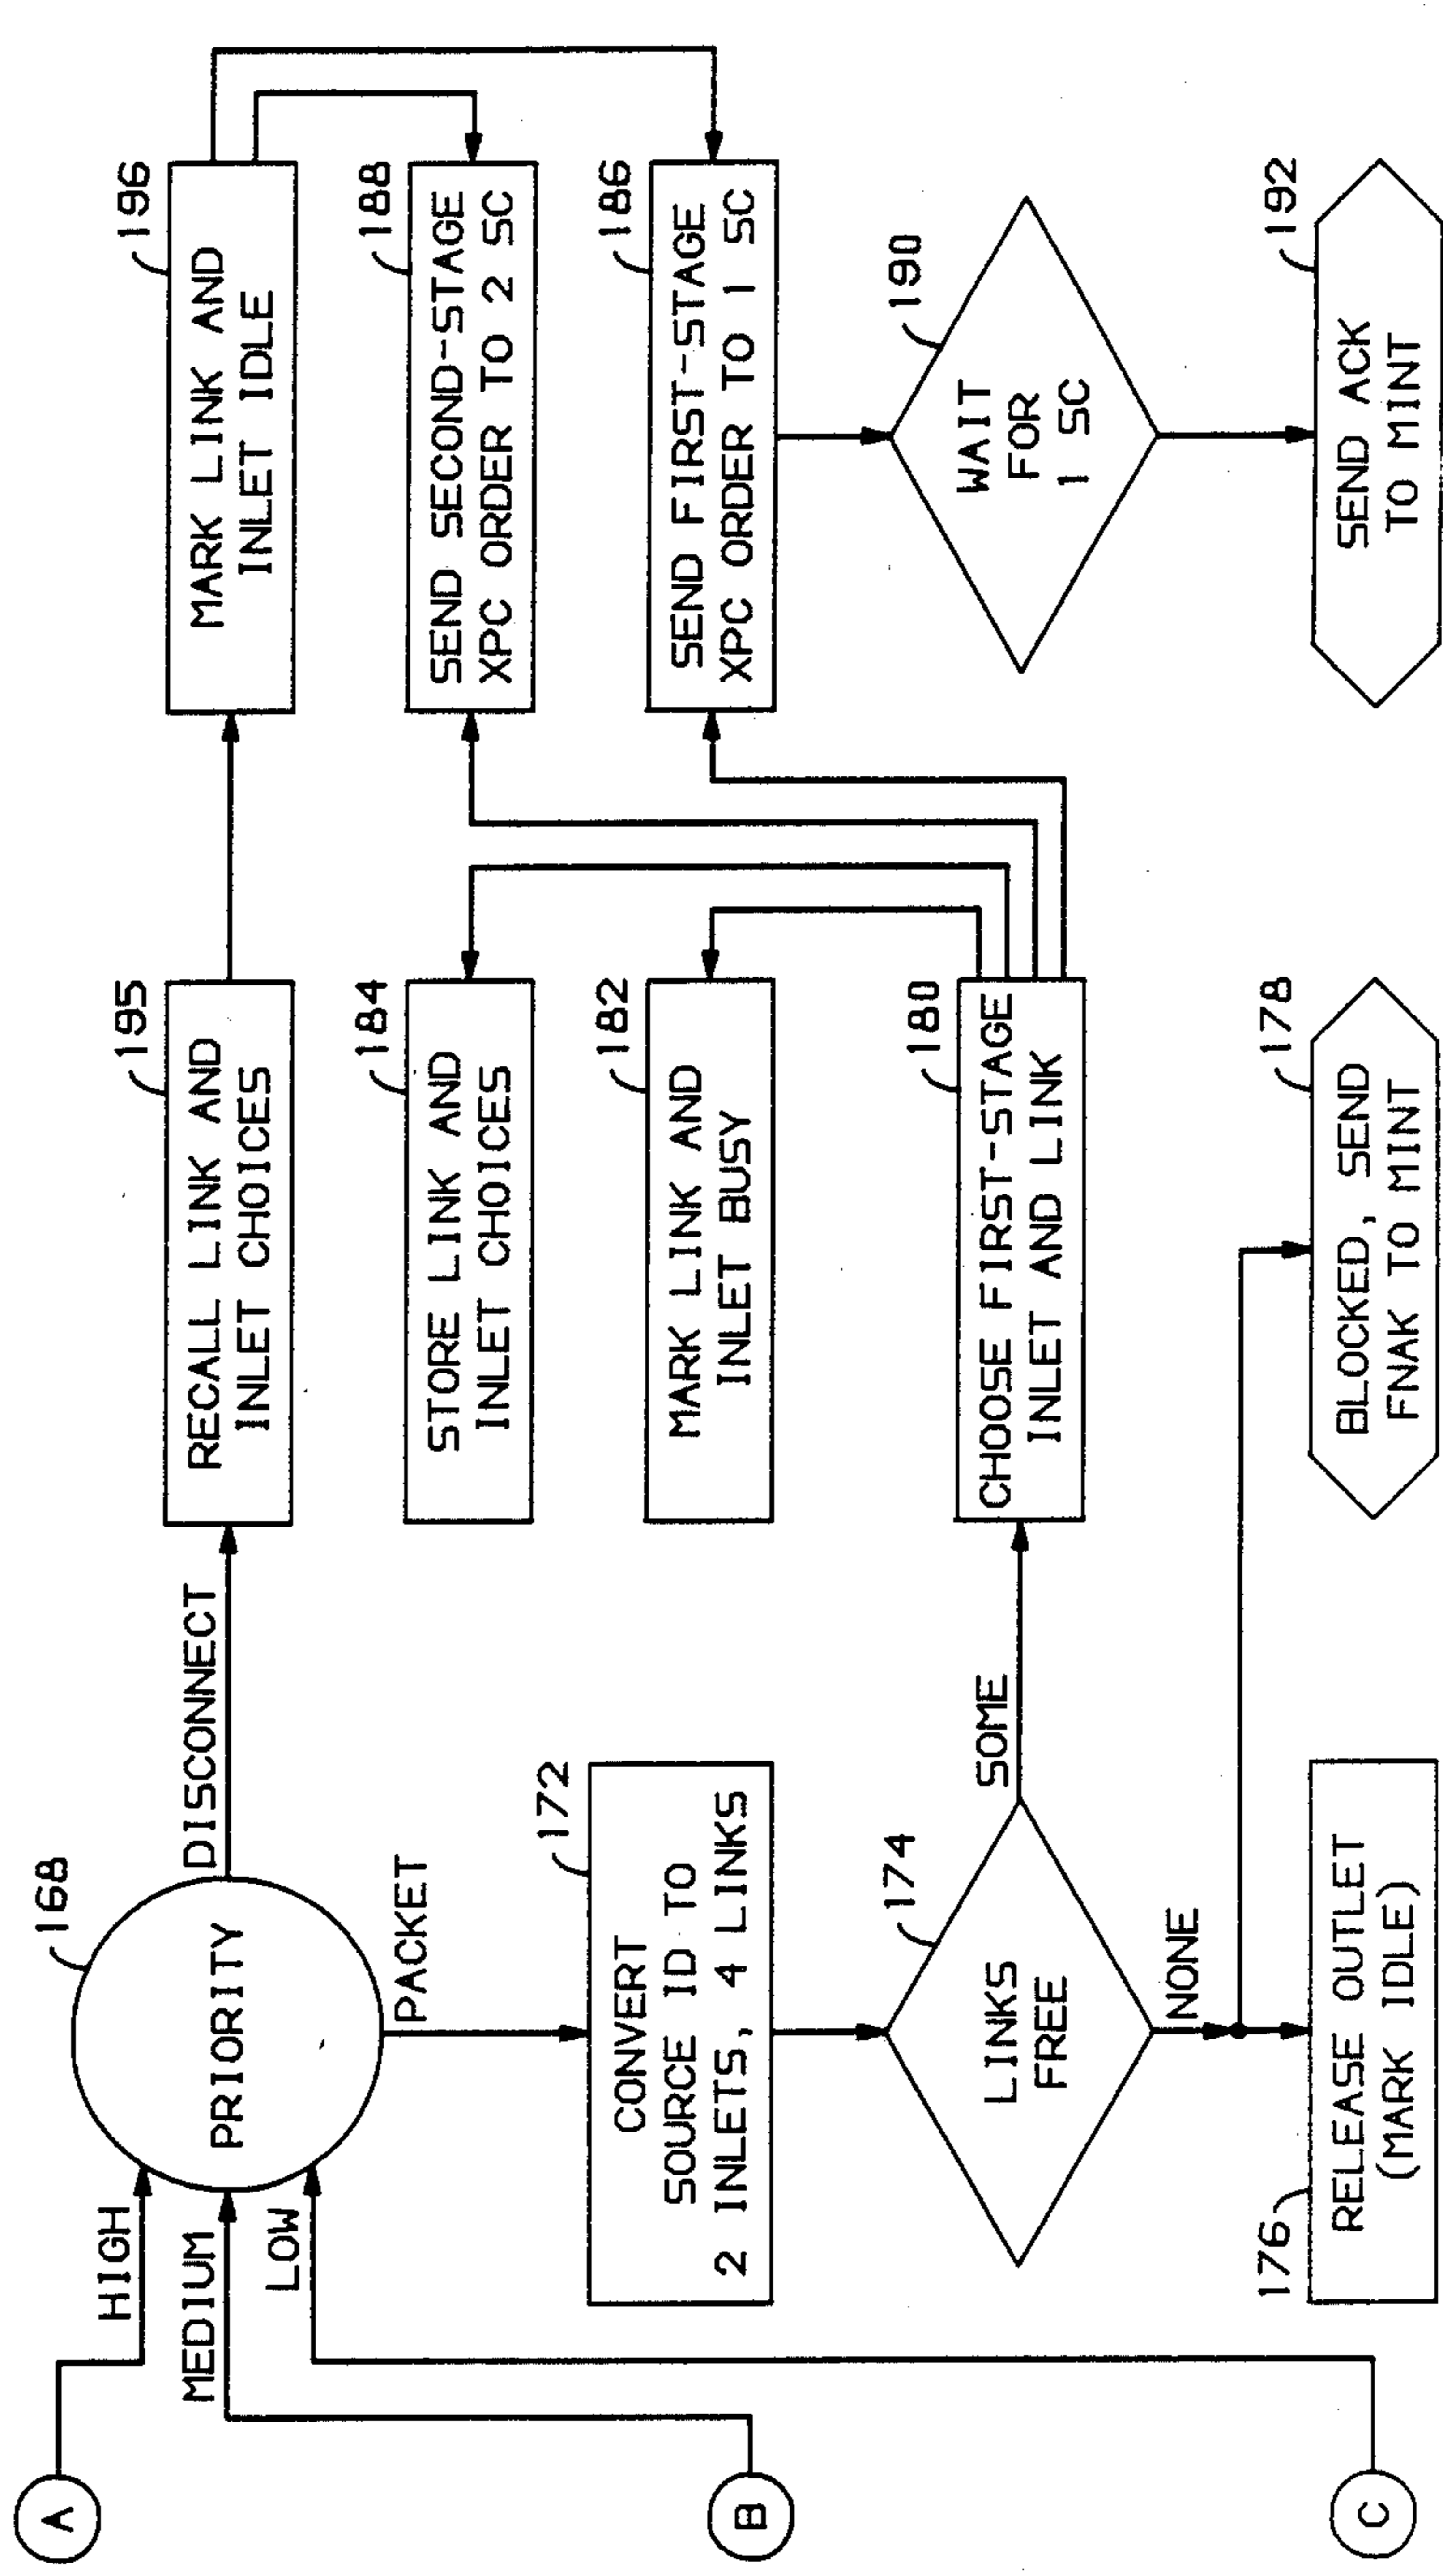 A
HIGH
MEDIUM
LOW
B
C
168
PRIORITY
DISCONNECT
PACKET
172
CONVERT
SOURCE ID TO
2 INLETS, 4 LINKS
174
LINKS
FREE
SOME
NONE
176
RELEASE OUTLET
(MARK IDLE)
195
RECALL LINK AND
INLET CHOICES
184
STORE LINK AND
INLET CHOICES
182
MARK LINK AND
INLET BUSY
180
CHOOSE FIRST-STAGE
INLET AND LINK
178
BLOCKED, SEND
FNAK TO MINT
196
MARK LINK AND
INLET IDLE
188
SEND SECOND-STAGE
XPC ORDER TO 2 SC
186
SEND FIRST-STAGE
XPC ORDER TO 1 SC
190
WAIT
FOR
1 SC
192
SEND ACK
TO MINT